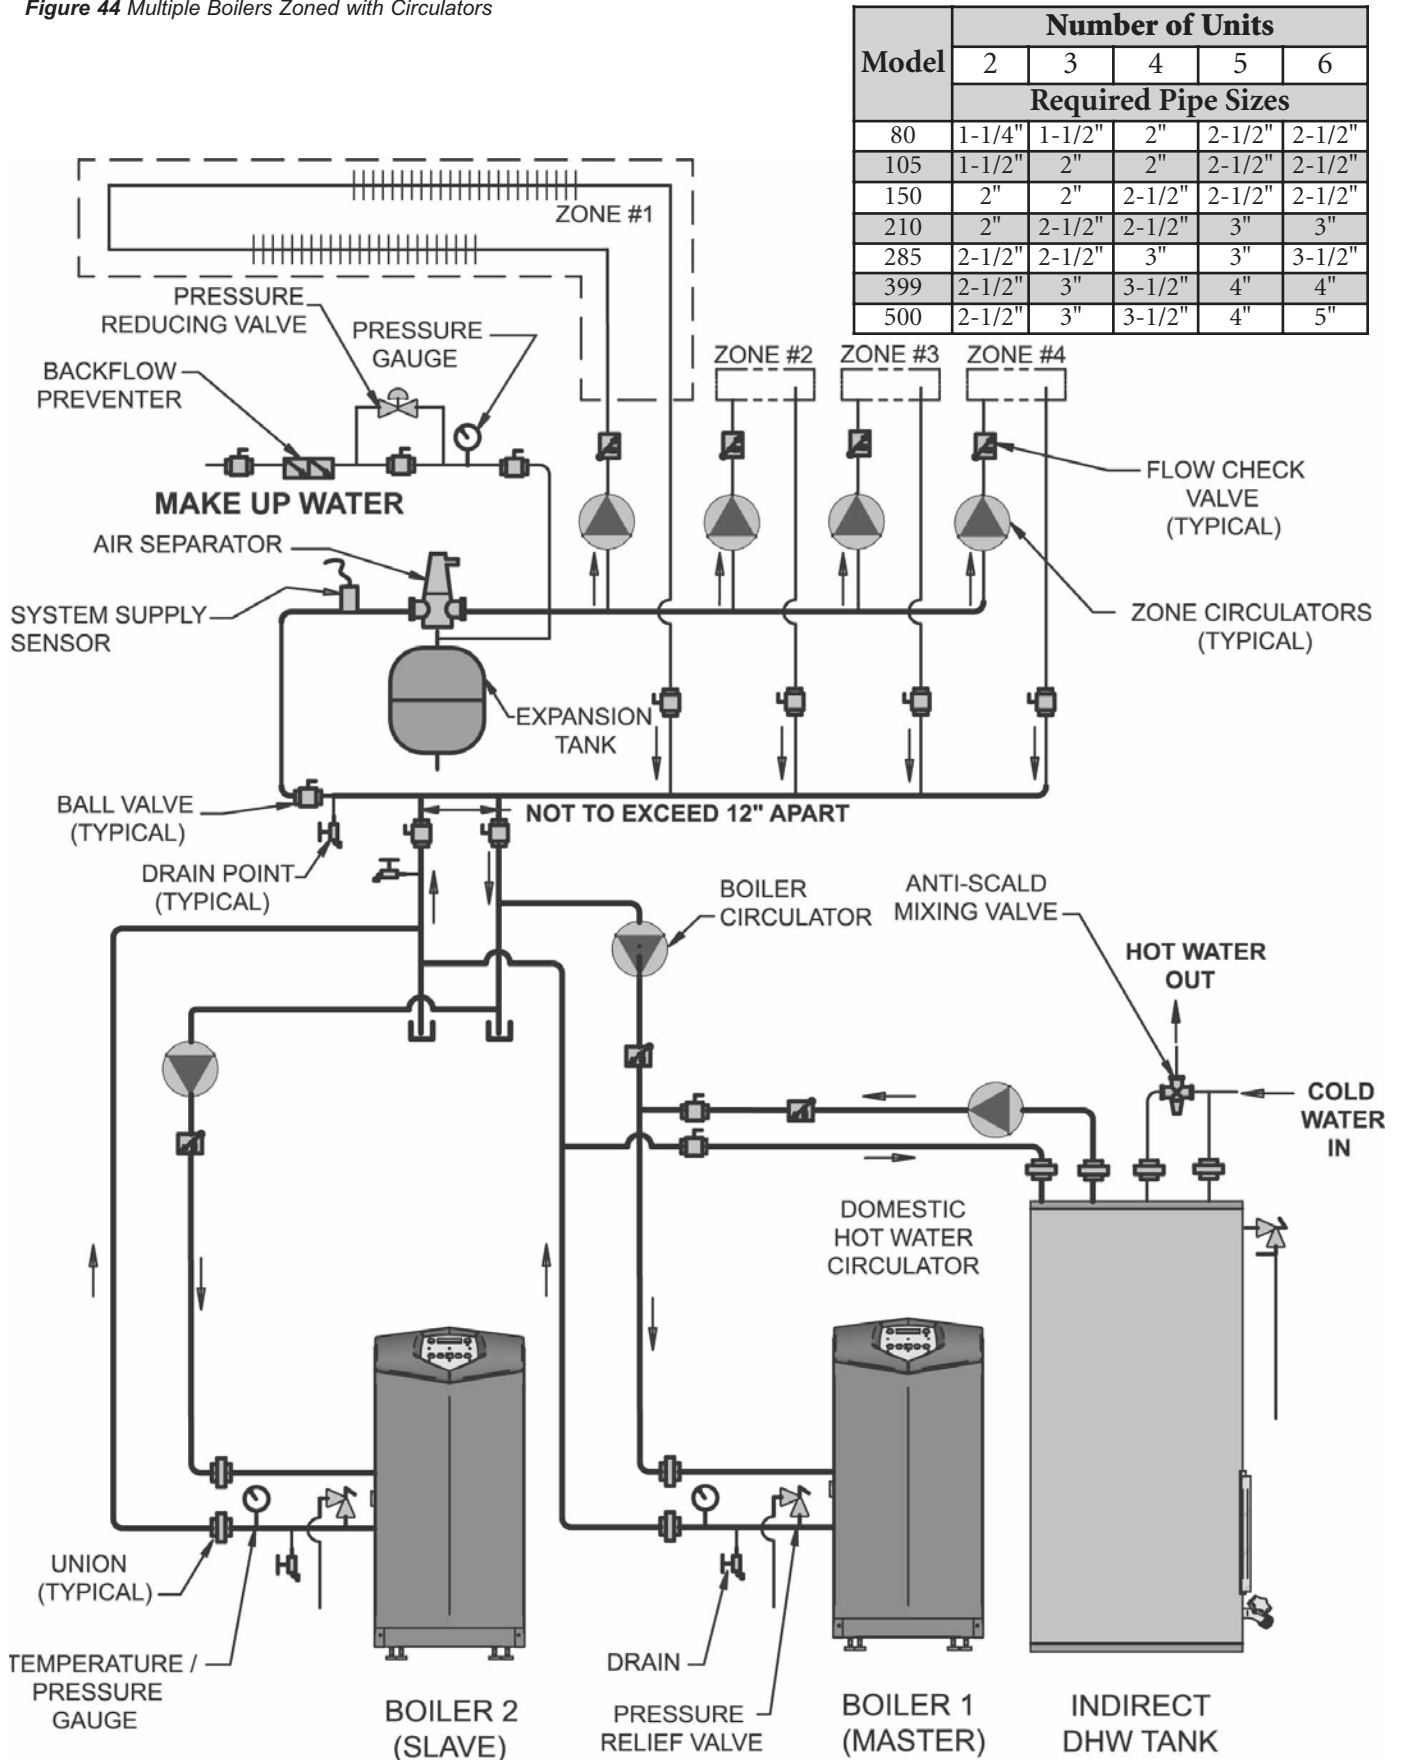 Figure 44 Multiple Boilers Zoned with Circulators
Model
Number of Units
2 3 4 5 6
Required Pipe Sizes
80 1-1/4" 1-1/2" 2" 2-1/2" 2-1/2"
105 1-1/2" 2" 2" 2-1/2" 2-1/2"
150 2" 2" 2-1/2" 2-1/2" 2-1/2"
210 2" 2-1/2" 2-1/2" 3" 3"
285 2-1/2" 2-1/2" 3" 3" 3-1/2"
399 2-1/2" 3" 3-1/2" 4" 4"
500 2-1/2" 3" 3-1/2" 4" 5"
ZONE #1
PRESSURE
REDUCING VALVE
PRESSURE
GAUGE
BACKFLOW
PREVENTER
ZONE #2
ZONE #3
ZONE #4
FLOW CHECK
VALVE
(TYPICAL)
MAKE UP WATER
AIR SEPARATOR
SYSTEM SUPPLY
SENSOR
ZONE CIRCULATORS
(TYPICAL)
EXPANSION
TANK
BALL VALVE
(TYPICAL)
NOT TO EXCEED 12" APART
DRAIN POINT
(TYPICAL)
BOILER
CIRCULATOR
ANTI-SCALD
MIXING VALVE
HOT WATER
OUT
COLD
WATER
IN
DOMESTIC
HOT WATER
CIRCULATOR
UNION
(TYPICAL)
TEMPERATURE /
PRESSURE
GAUGE
DRAIN
PRESSURE
RELIEF VALVE
BOILER 2
(SLAVE)
BOILER 1
(MASTER)
INDIRECT
DHW TANK